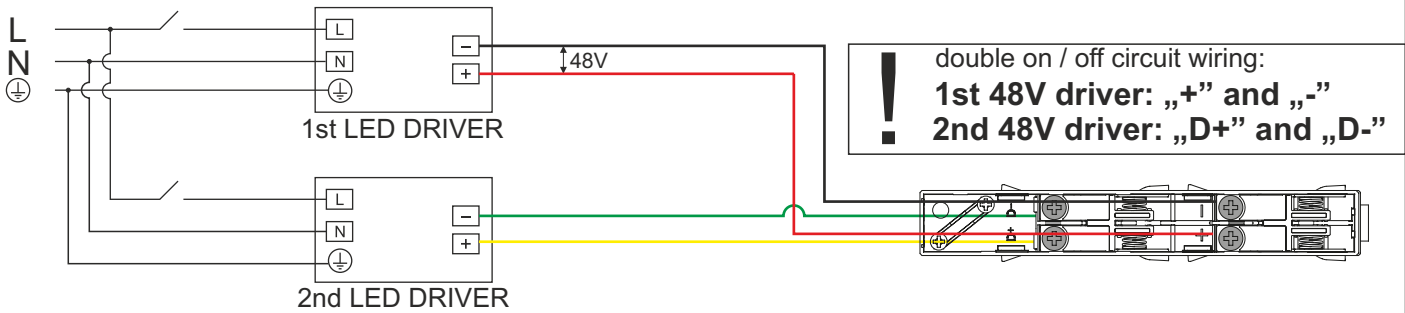 L
N
L
N
–
+
1st LED DRIVER
48V
double on / off circuit wiring:
! 1st 48V driver: „+” and „-”
2nd 48V driver: „D+” and „D-”
L
N
–
+
2nd LED DRIVER
D-
D+
–
+